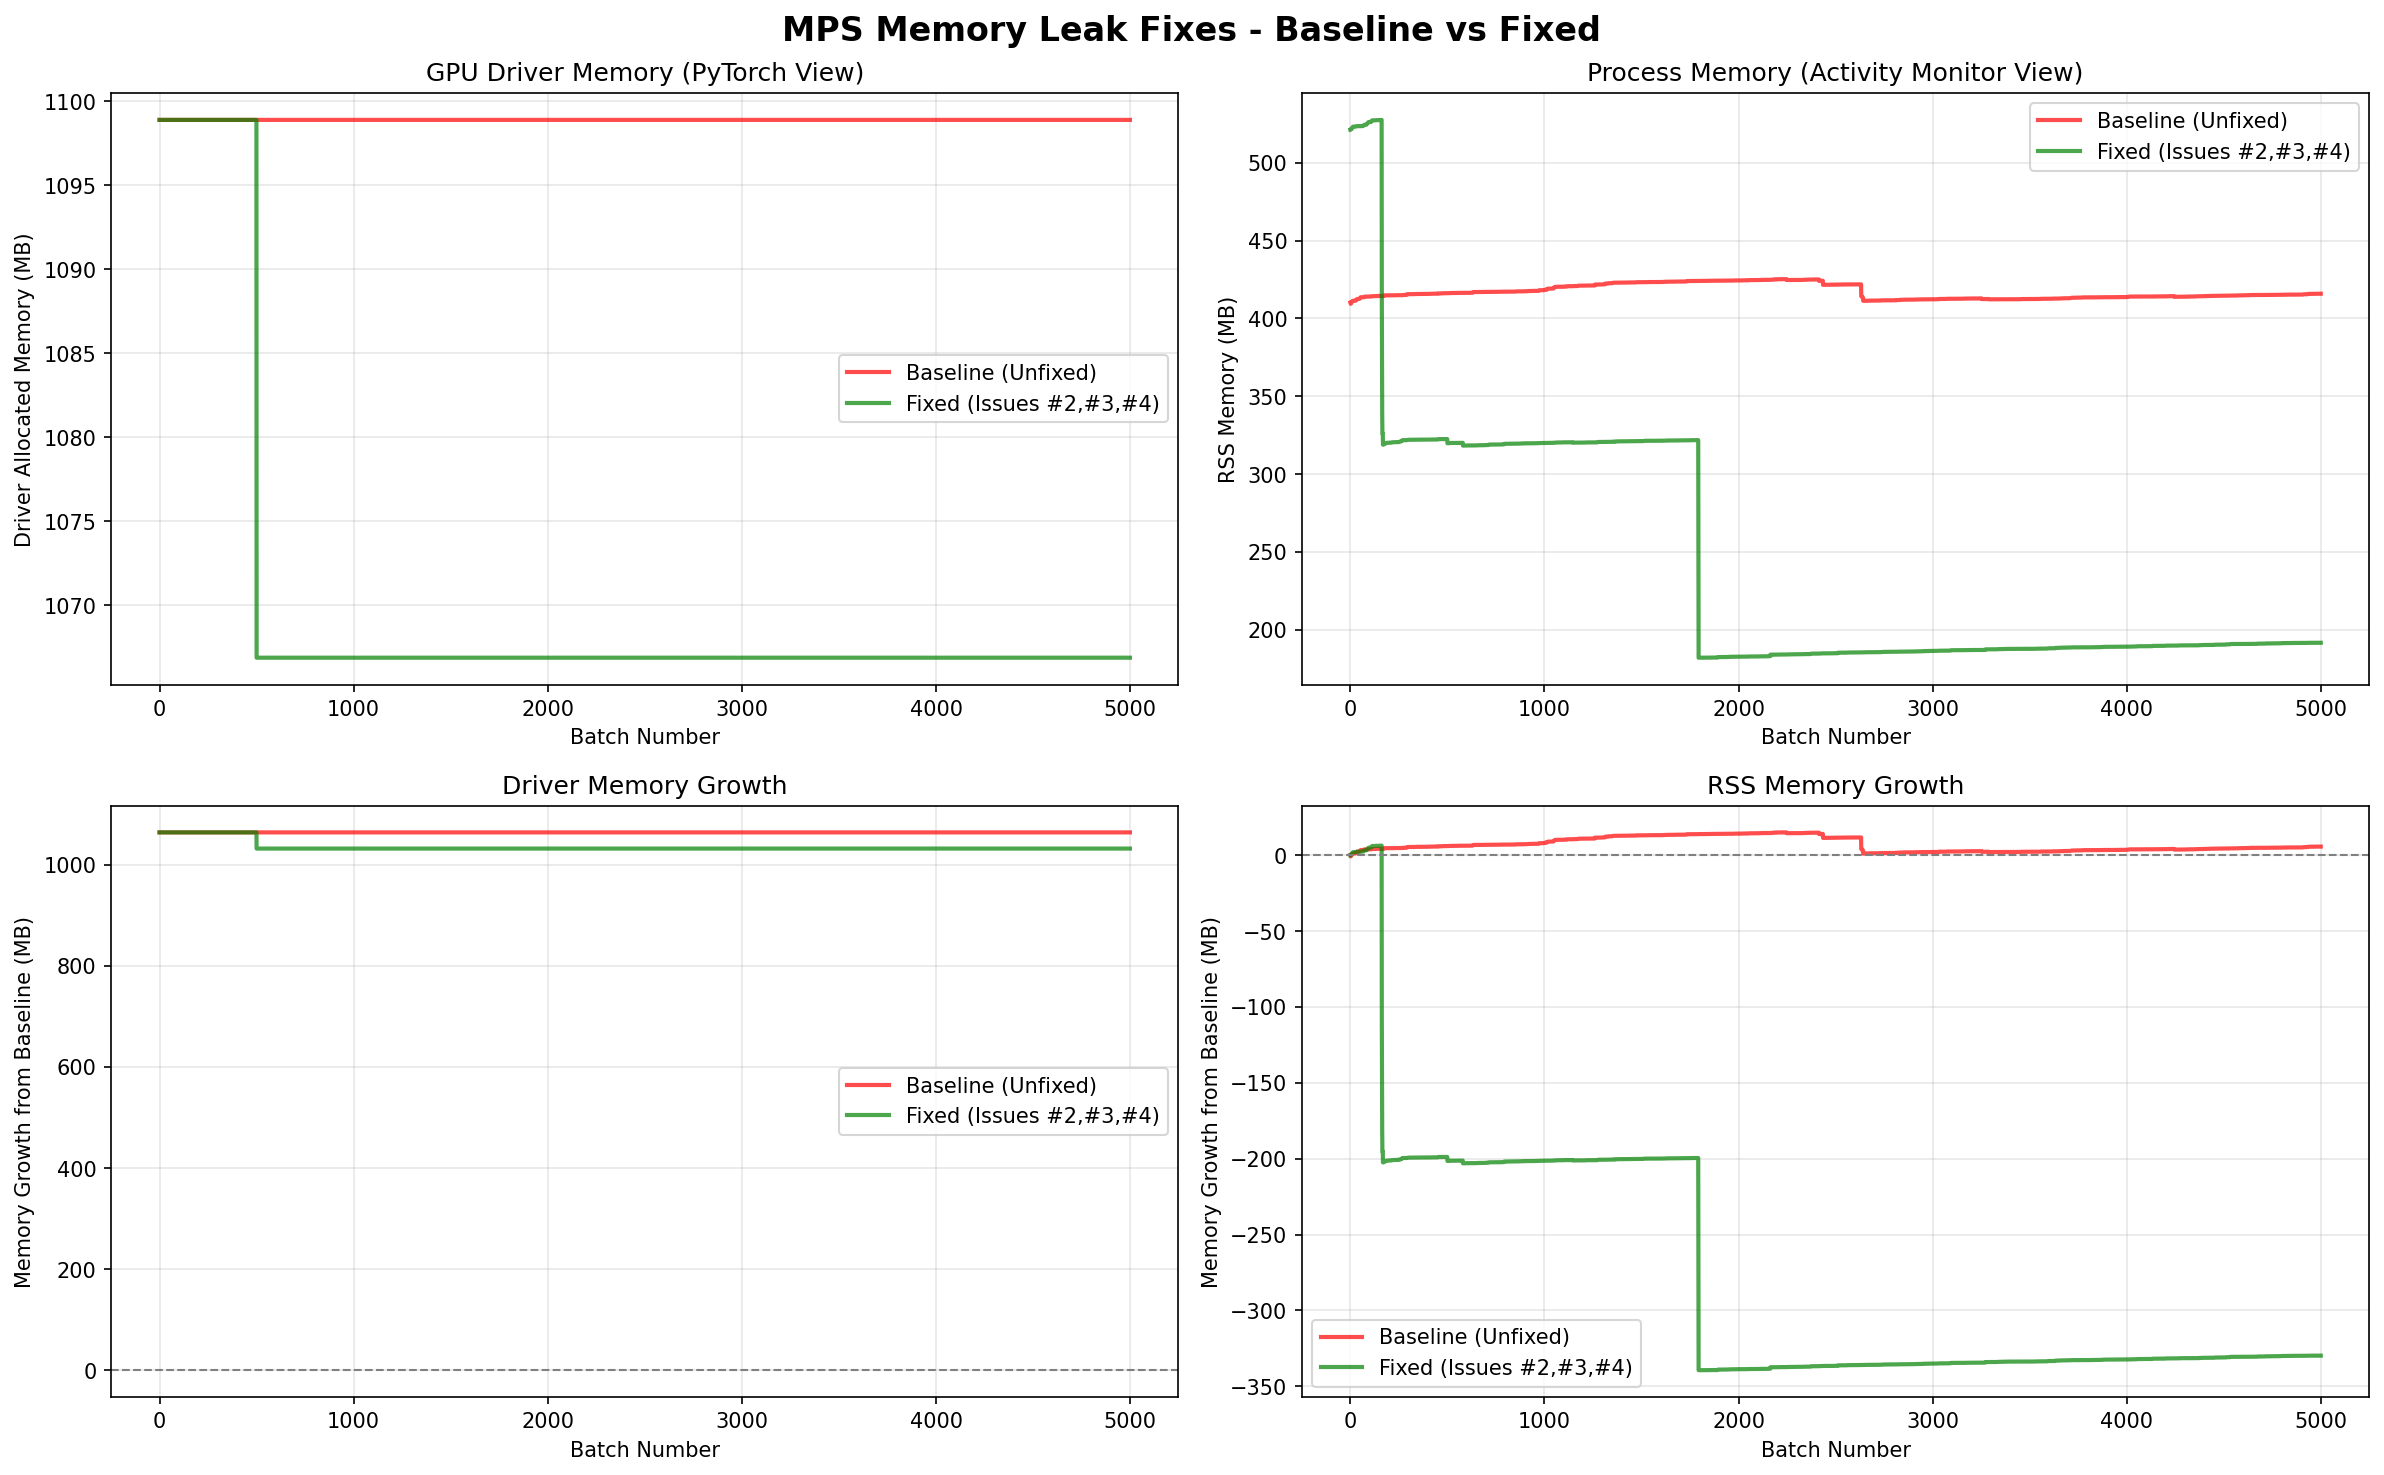 MPS Memory Leak Fixes - Baseline vs Fixed
GPU Driver Memory (PyTorch View)
Driver Allocated Memory (MB)
1100
1095
1090
1085
1080
1075
1070
Baseline (Unfixed)
Fixed (Issues #2,#3,#4)
0 1000 2000 3000 4000 5000
Batch Number
Process Memory (Activity Monitor View)
RSS Memory (MB)
500
450
400
350
300
250
200
Baseline (Unfixed)
Fixed (Issues #2,#3,#4)
0 1000 2000 3000 4000 5000
Batch Number
Driver Memory Growth
Memory Growth from Baseline (MB)
1000
800
600
400
200
0
Baseline (Unfixed)
Fixed (Issues #2,#3,#4)
0 1000 2000 3000 4000 5000
Batch Number
RSS Memory Growth
Memory Growth from Baseline (MB)
0
−50
−100
−150
−200
−250
−300
−350
Baseline (Unfixed)
Fixed (Issues #2,#3,#4)
0 1000 2000 3000 4000 5000
Batch Number